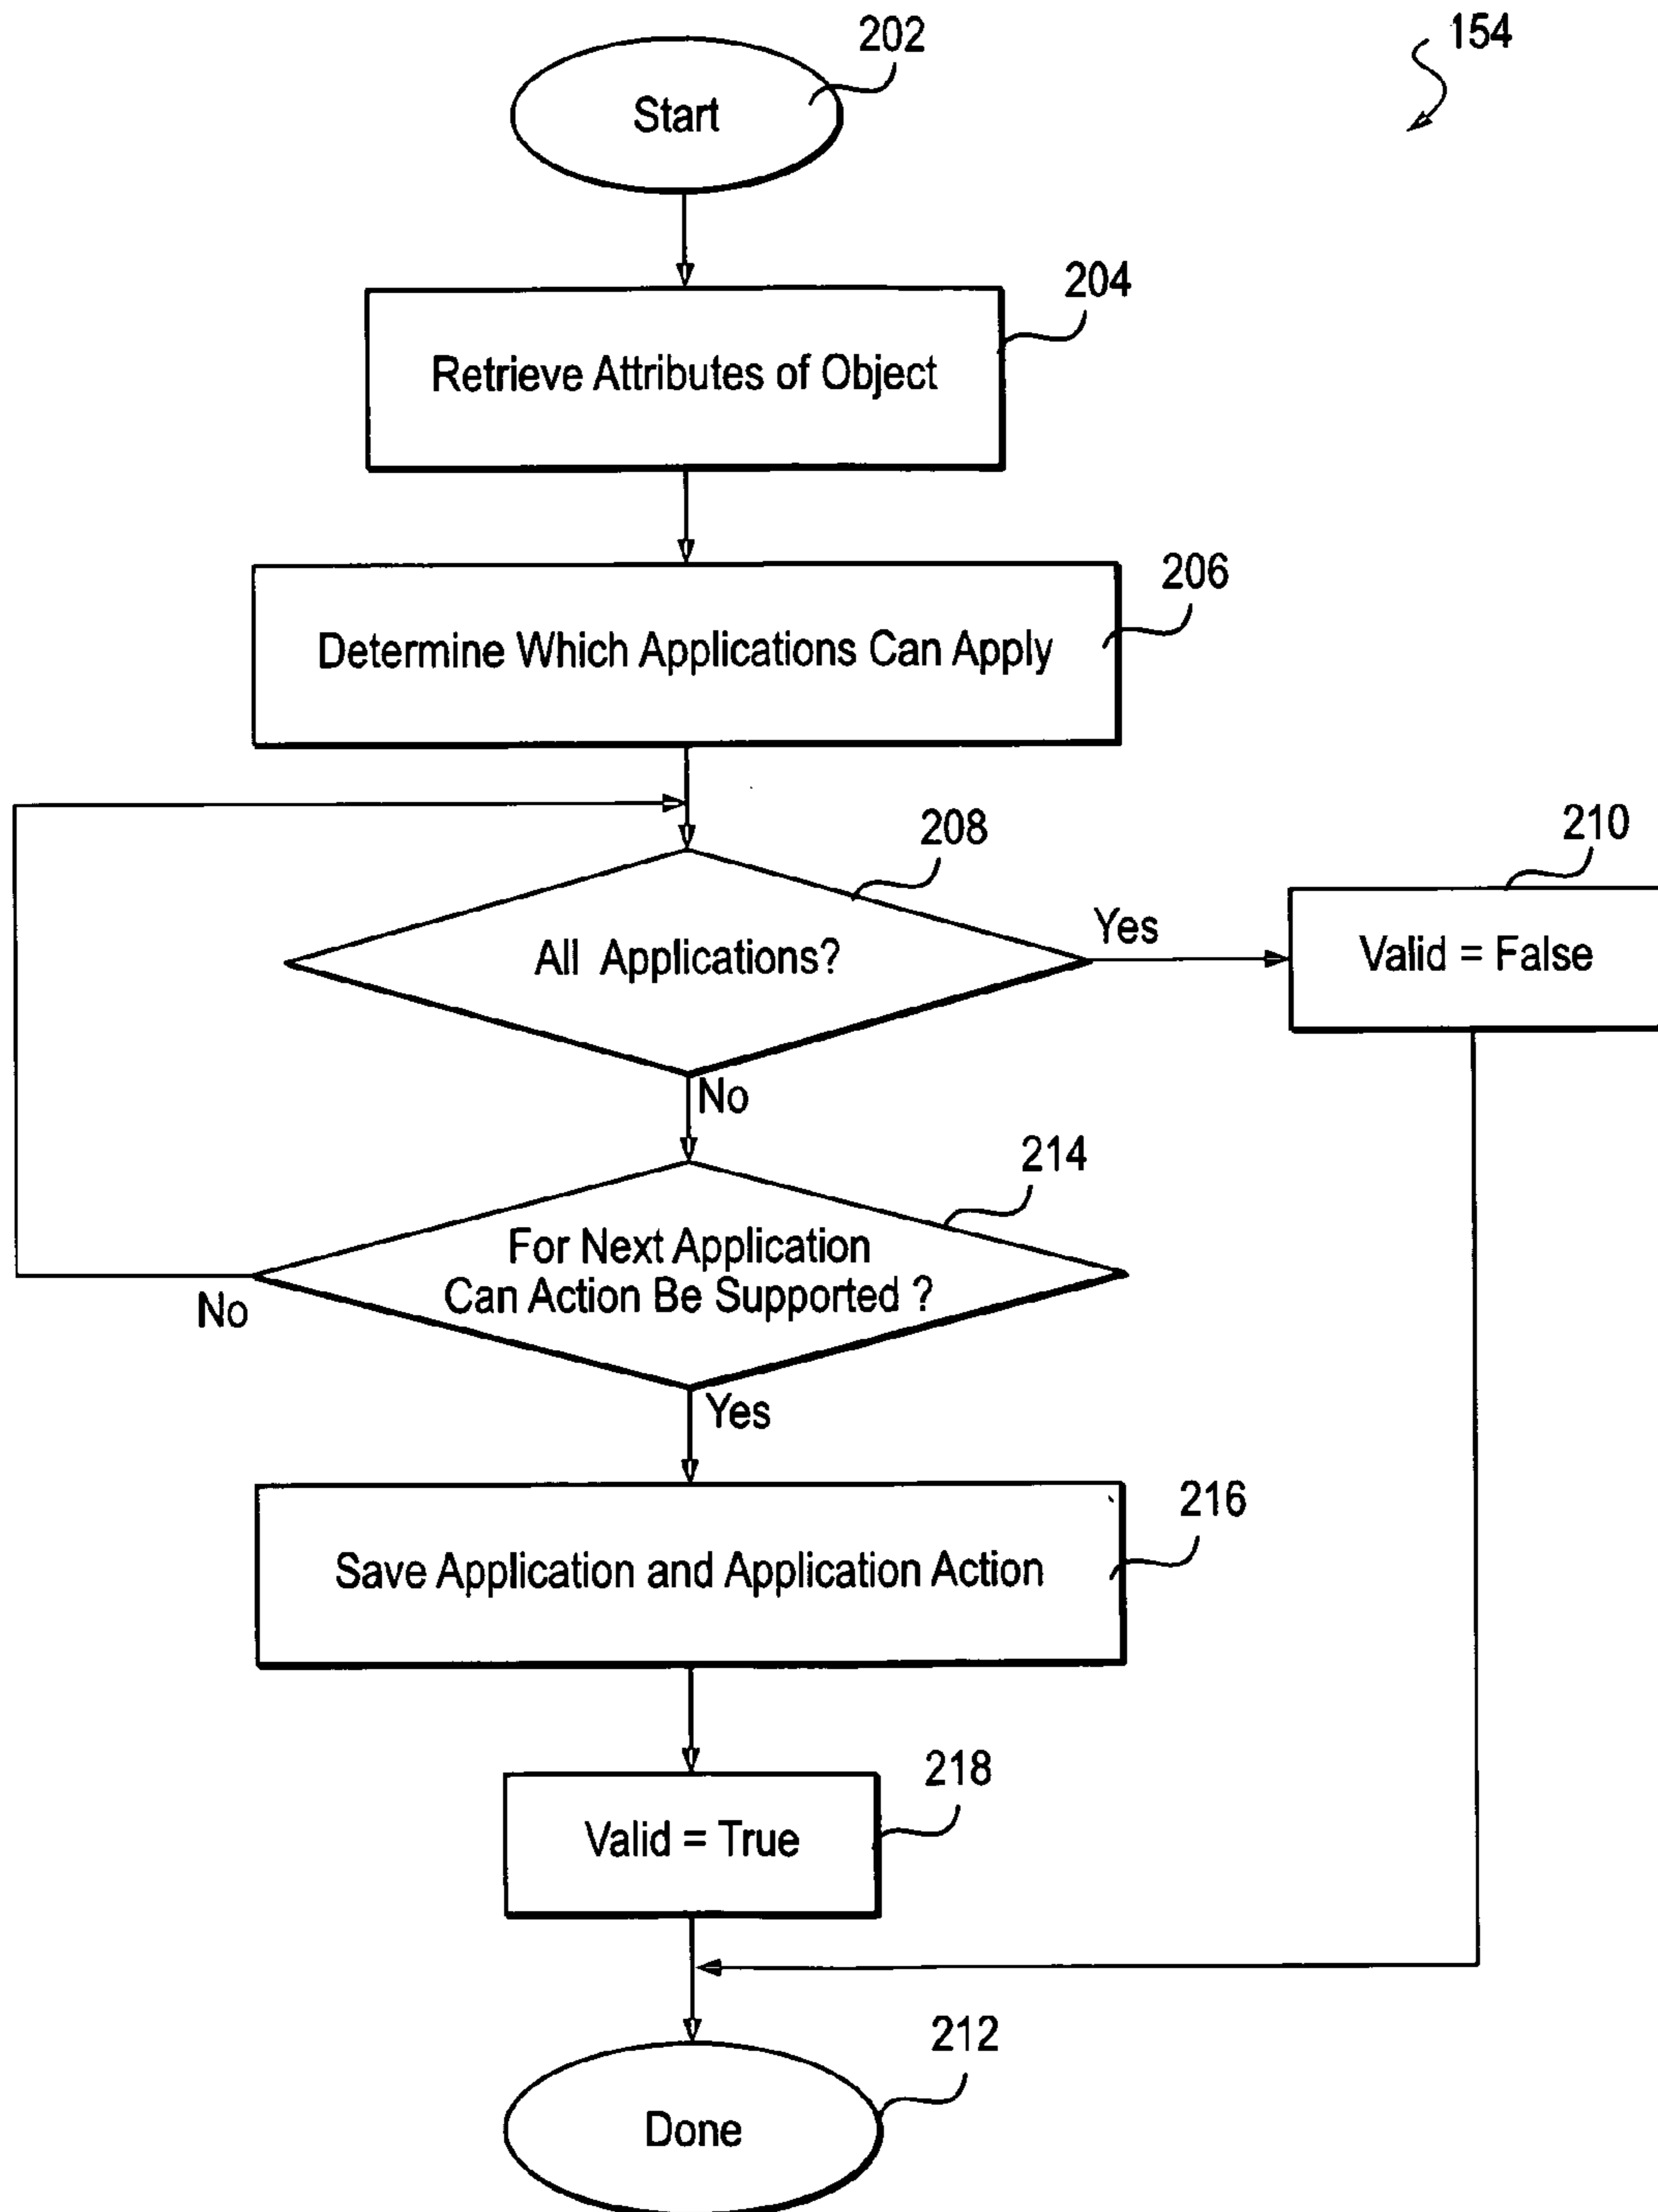 202
154
Start
204
Retrieve Attributes of Object
206
Determine Which Applications Can Apply
208
210
All Applications?
Yes
Valid = False
No
214
For Next Application
Can Action Be Supported ?
No
Yes
216
Save Application and Application Action
218
Valid = True
212
Done